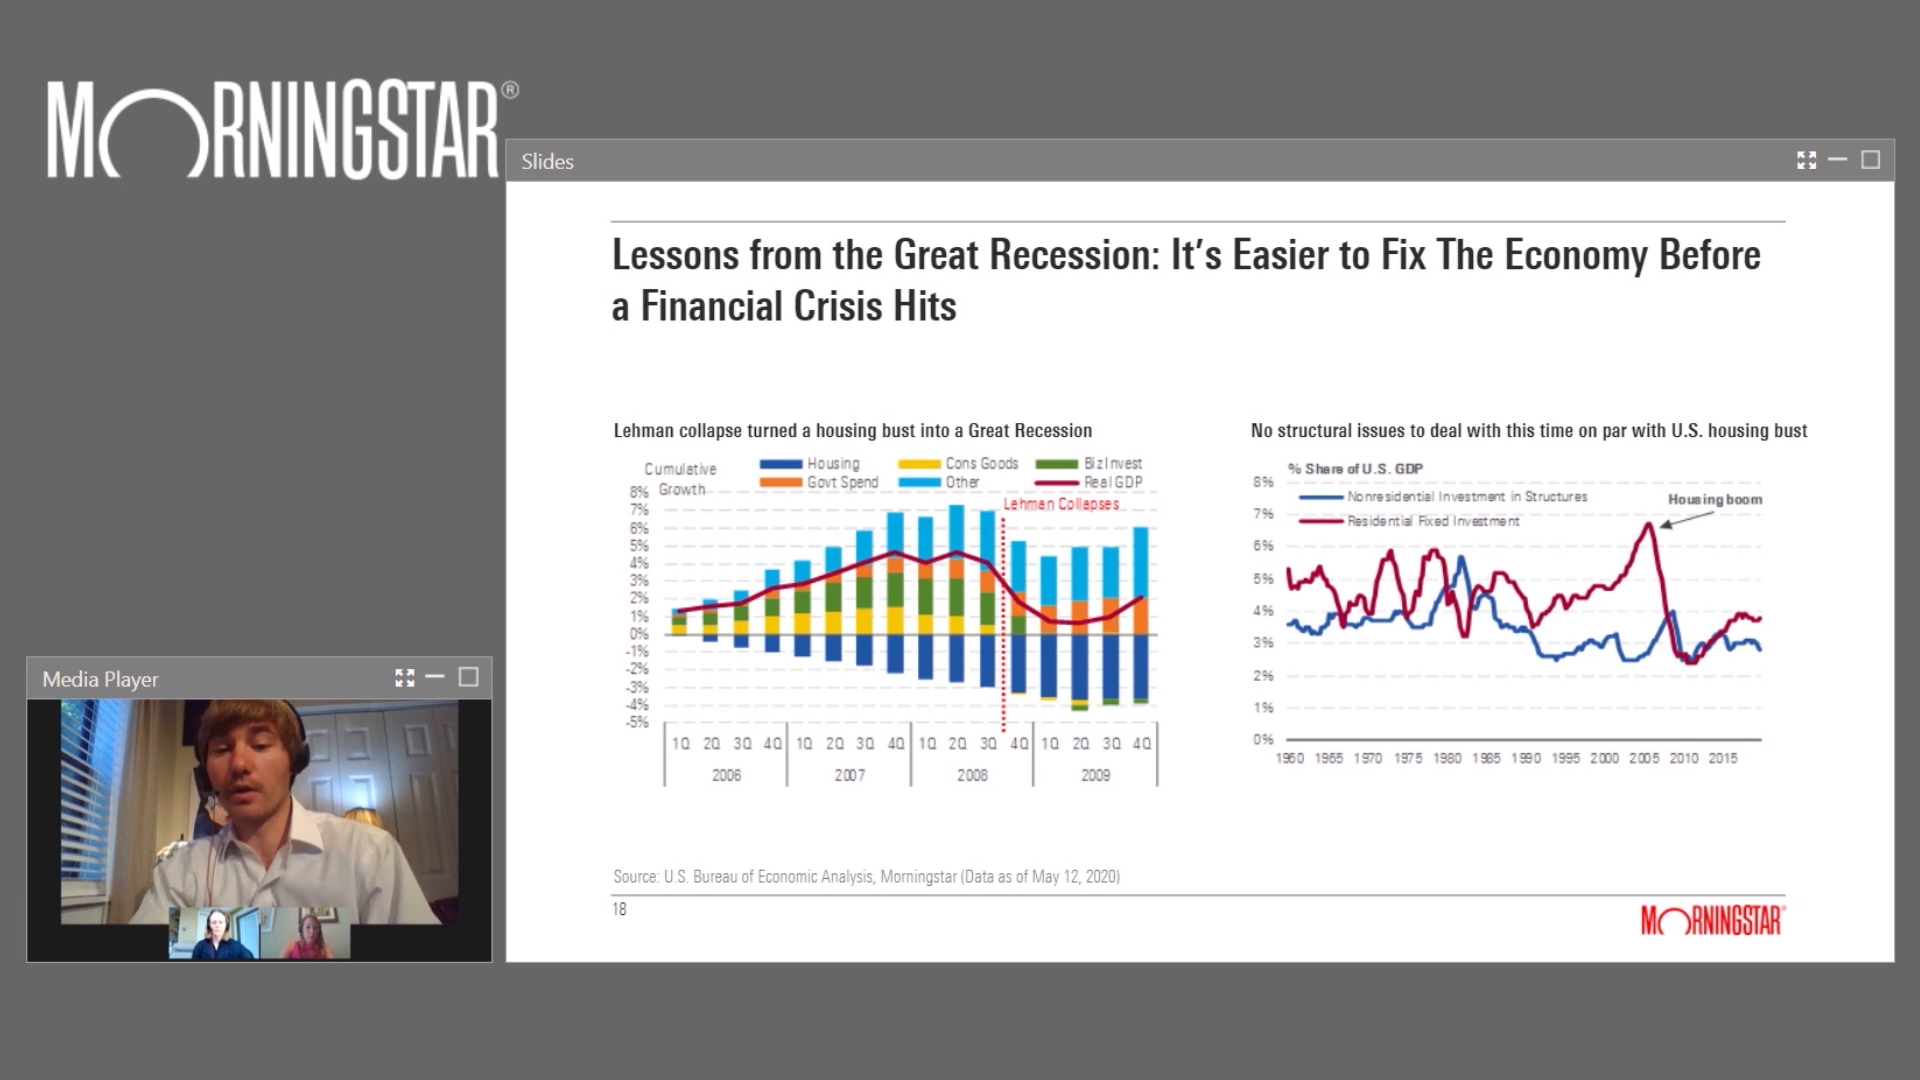 MORNINGSTAR®
Slides
Lessons from the Great Recession: It's Easier to Fix The Economy Before
a Financial Crisis Hits
Lehman collapse turned a housing bust into a Great Recession
Cumulative
Growth
Housing
Cons Goods
Biz Invest
Govt Spend
Other
Real GDP
Lehman Collapses
8%
7%
6%
5%
4%
3%
2%
1%
0%
-1%
-2%
-3%
-4%
-5%
1Q 2Q 3Q 4Q 1Q 2Q 3Q 4Q 1Q 2Q 3Q 4Q 1Q 2Q 3Q 4Q
2006 2007 2008 2009
No structural issues to deal with this time on par with U.S. housing bust
% Share of U.S. GDP
Nonresidential Investment in Structures
Residential Fixed Investment
Housing boom
8%
7%
6%
5%
4%
3%
2%
1%
0%
1960 1965 1970 1975 1980 1985 1990 1995 2000 2005 2010 2015
Source: U.S. Bureau of Economic Analysis, Morningstar (Data as of May 12, 2020)
18
MORNINGSTAR®
Media Player